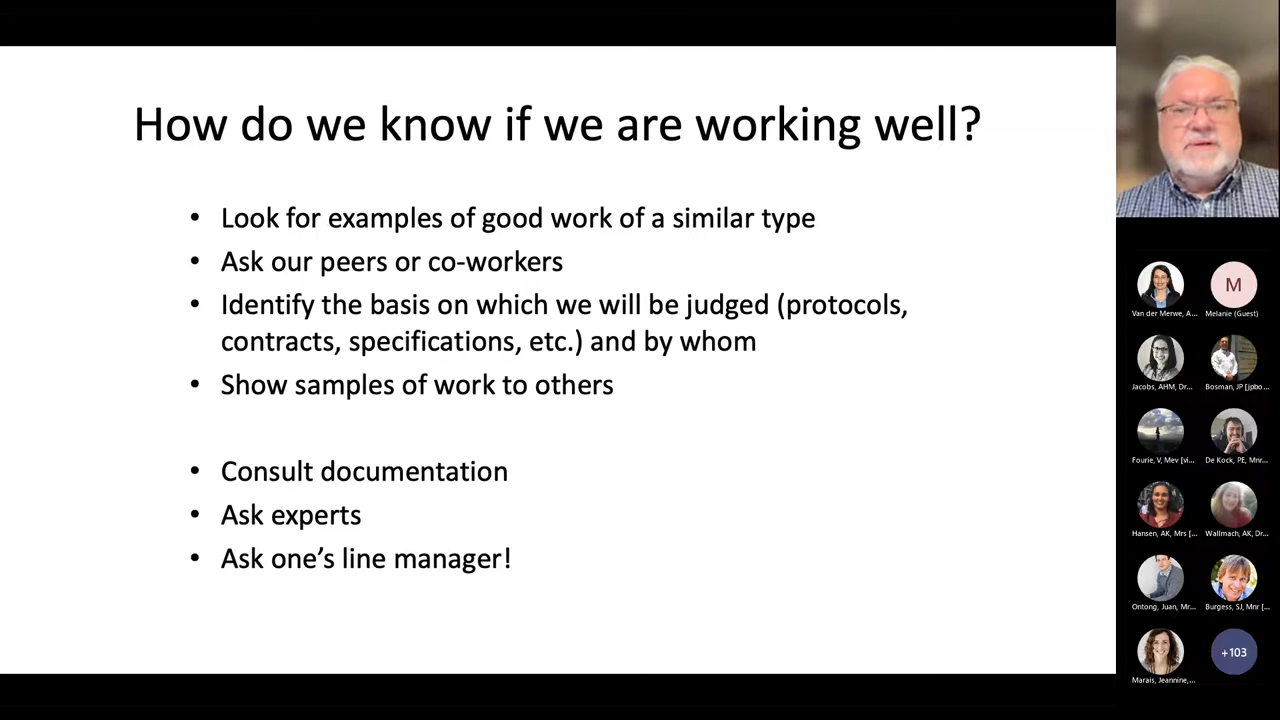 How do we know if we are working well?
• Look for examples of good work of a similar type
• Ask our peers or co-workers
• Identify the basis on which we will be judged (protocols,
contracts, specifications, etc.) and by whom
• Show samples of work to others
• Consult documentation
• Ask experts
• Ask one's line manager!
Van der Merwe, A...
M
Melanie (Guest)
Jacobs, AHM, Dr...
Bosman, JP [jpbo...
Fourie, V, Mev [vi...
De Kock, PE, Mnr...
Hansen, AK, Mrs [...
Wallmach, AK, Dr...
Ontong, Juan, Mr...
Burgess, SJ, Mnr [...
Marais, Jeannine,...
+103